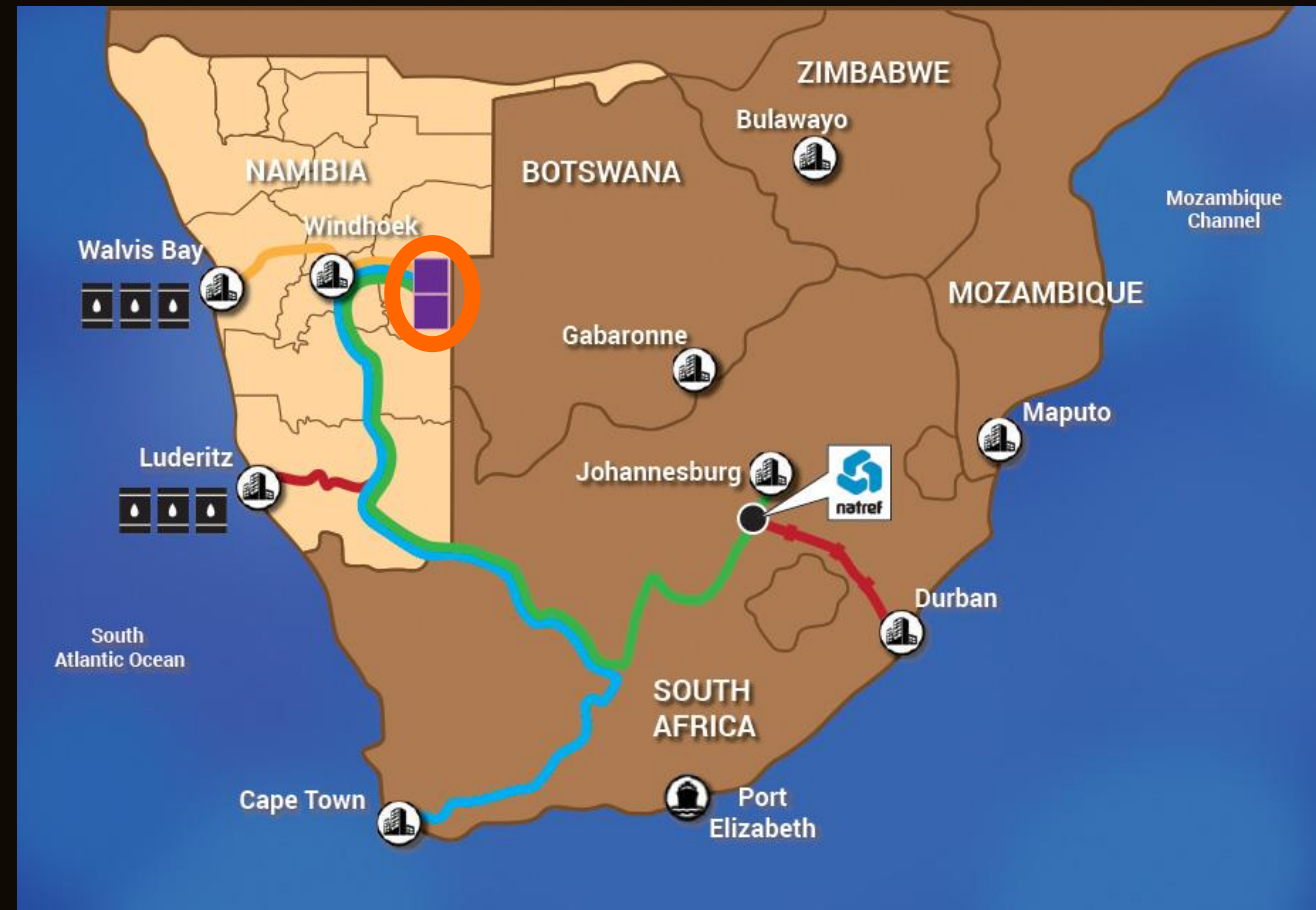 ZIMBABWE
Bulawayo
NAMIBIA
BOTSWANA
Mozambique
Channel
Windhoek
Walvis Bay
MOZAMBIQUE
Gabaronne
Maputo
Luderitz
Johannesburg
natref
Durban
South
Atlantic Ocean
SOUTH
AFRICA
Cape Town
Port
Elizabeth